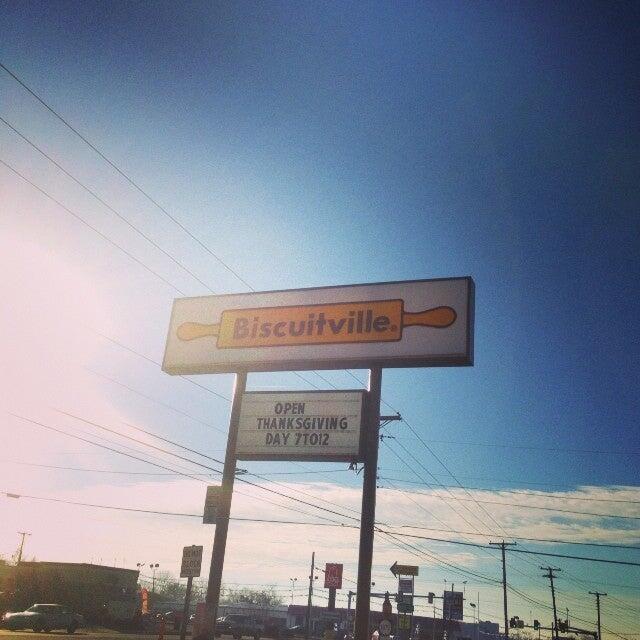 Biscuitville®
OPEN
THANKSGIVING
DAY 7TO12